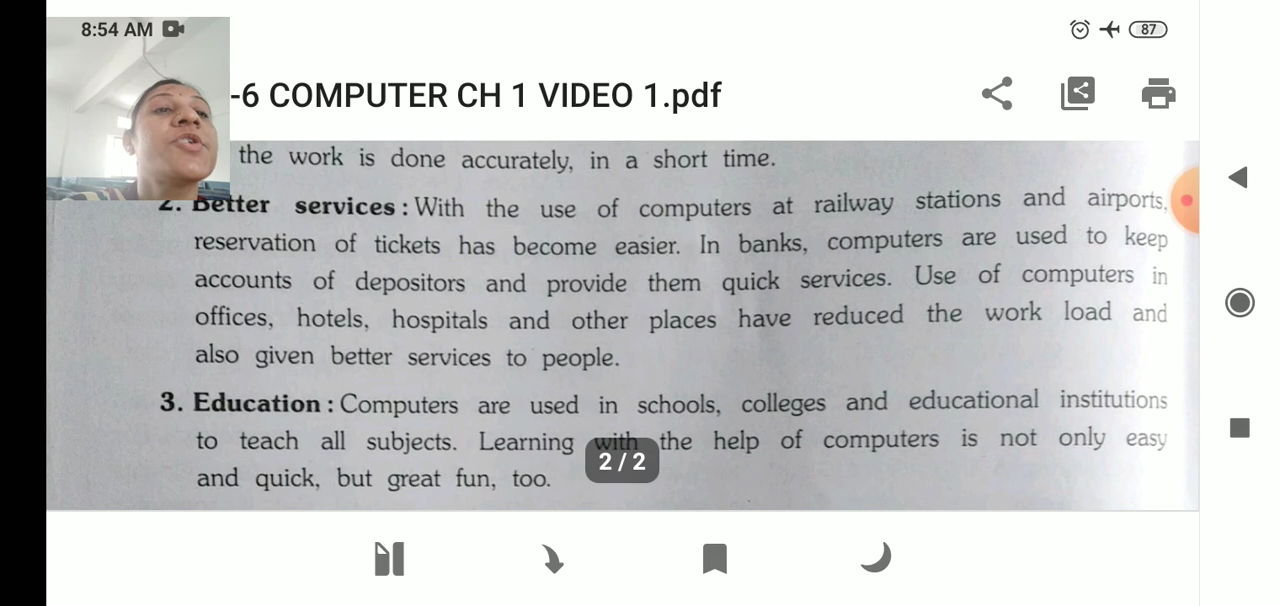 8:54 AM
87
-6 COMPUTER CH 1 VIDEO 1.pdf
the work is done accurately, in a short time.
2. Better services : With the use of computers at railway stations and airports,
reservation of tickets has become easier. In banks, computers are used to keep
accounts of depositors and provide them quick services. Use of computers in
offices, hotels, hospitals and other places have reduced the work load and
also given better services to people.
3. Education : Computers are used in schools, colleges and educational institutions
to teach all subjects. Learning with the help of computers is not only easy
2 / 2
and quick, but great fun, too.